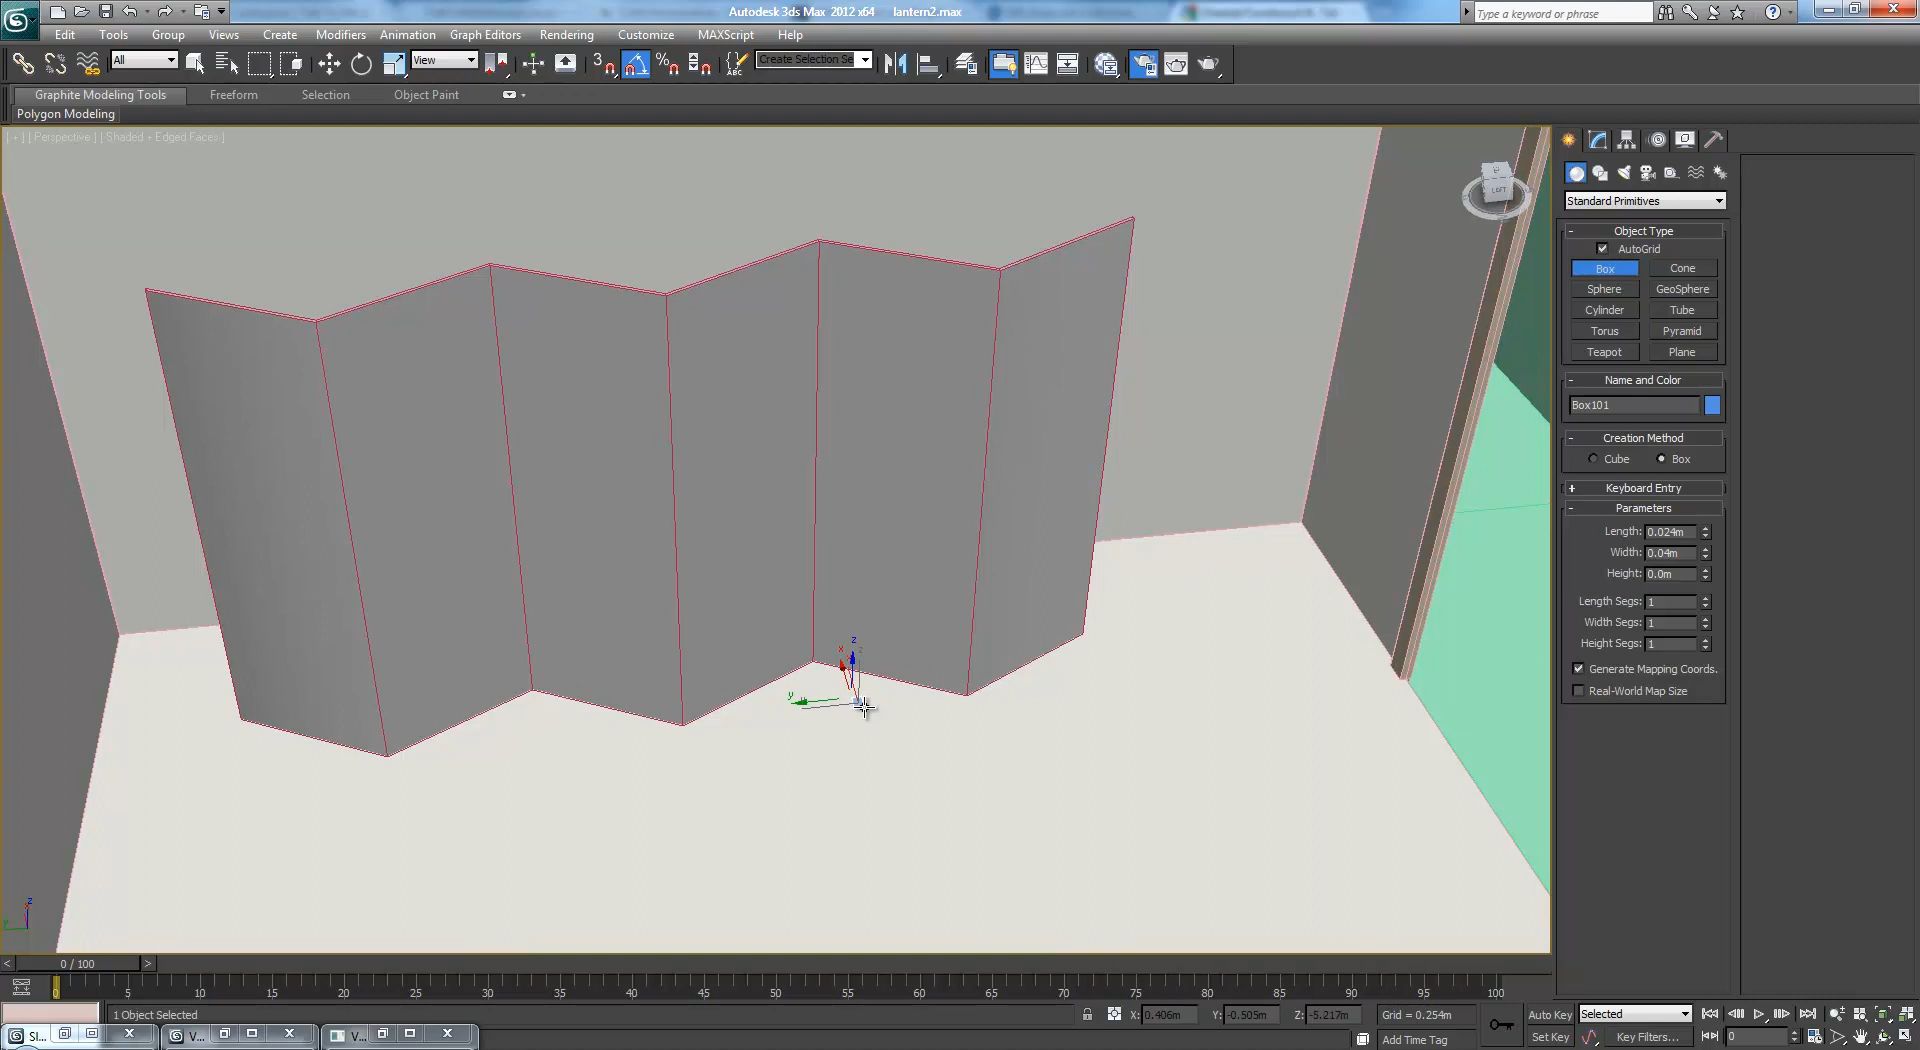 Autodesk 3ds Max 2012 x64 lantern2.max
Type a keyword or phrase
Edit Tools Group Views Create Modifiers Animation Graph Editors Rendering Customize MAXScript Help
All View Create Selection Se
Graphite Modeling Tools Freeform Selection Object Paint
Polygon Modeling
[ + ] [ Perspective ] [ Shaded + Edged Faces ]
LEFT
Standard Primitives
- Object Type
AutoGrid
Box Cone
Sphere GeoSphere
Cylinder Tube
Torus Pyramid
Teapot Plane
- Name and Color
Box101
- Creation Method
Cube Box
+ Keyboard Entry
- Parameters
Length: 0.024m
Width: 0.04m
Height: 0.0m
Length Segs: 1
Width Segs: 1
Height Segs: 1
Generate Mapping Coords.
Real-World Map Size
z
x
y
z
y
< 0 / 100 >
0 5 10 15 20 25 30 35 40 45 50 55 60 65 70 75 80 85 90 95 100
1 Object Selected X: 0.406m Y: -0.505m Z: -5.217m Grid = 0.254m Auto Key Selected
SI... V... V... Add Time Tag Set Key Key Filters... 0